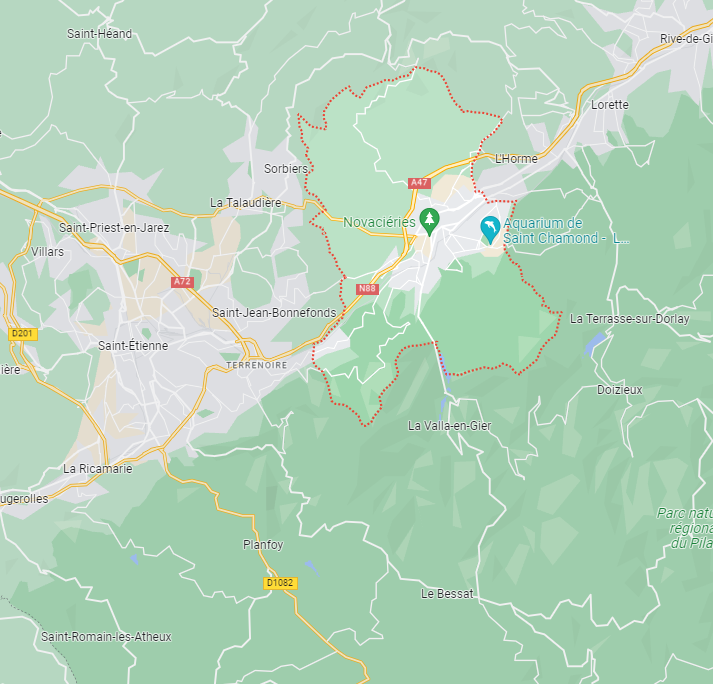 Saint-Héand
Rive-de-Gi
Lorette
L'Horme
Sorbiers
A47
La Talaudière
Novaciéries
Aquarium de
Saint Chamond - L...
Saint-Priest-en-Jarez
Villars
A72
N88
Saint-Jean-Bonnefonds
La Terrasse-sur-Dorlay
D201
Saint-Étienne
TERRENOIRE
ière
Doizieux
La Valla-en-Gier
La Ricamarie
ugerolles
Parc natu
régiona
du Pila
Planfoy
D1082
Le Bessat
Saint-Romain-les-Atheux